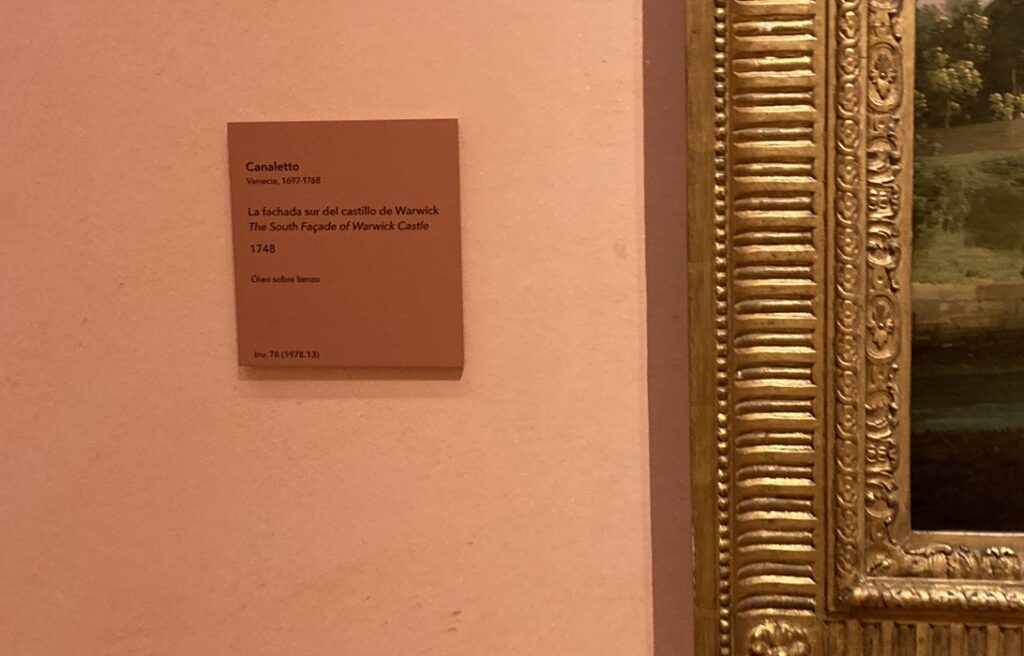 Canaletto
Venecia, 1697-1768
La fachada sur del castillo de Warwick
The South Façade of Warwick Castle
1748
Óleo sobre lienzo
Inv. 78 (1978.13)